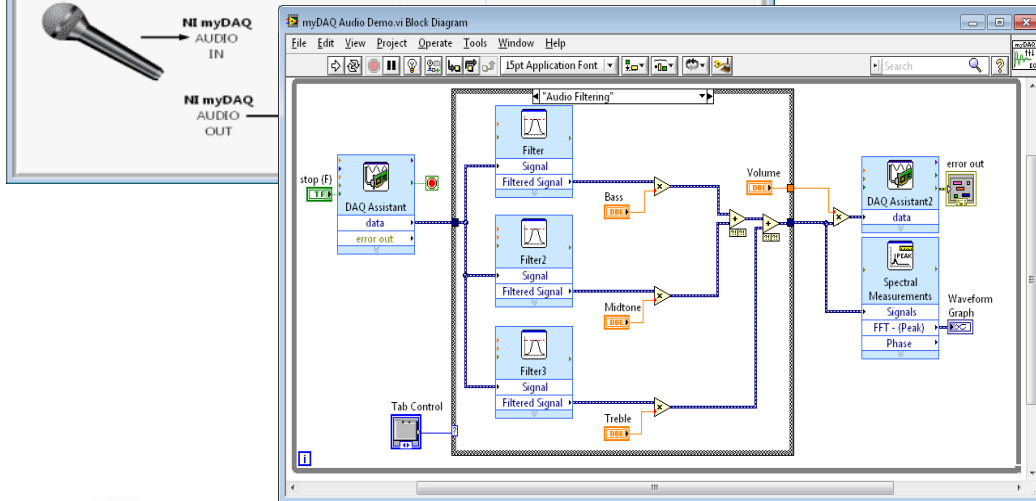 NI myDAQ
AUDIO
IN
NI myDAQ
AUDIO
OUT
myDAQ Audio Demo.vi Block Diagram
File Edit View Project Operate Tools Window Help
15pt Application Font
Search
?
myDAQ
EQ
"Audio Filtering"
stop (F)
TF
DAQ Assistant
data
error out
Filter
Signal
Filtered Signal
Bass
DBL
Filter2
Signal
Filtered Signal
Midtone
DBL
Filter3
Signal
Filtered Signal
Treble
DBL
Tab Control
?
i
Volume
DBL
DAQ Assistant2
data
error out
PEAK
Spectral
Measurements
Signals
FFT - (Peak)
Phase
Waveform
Graph